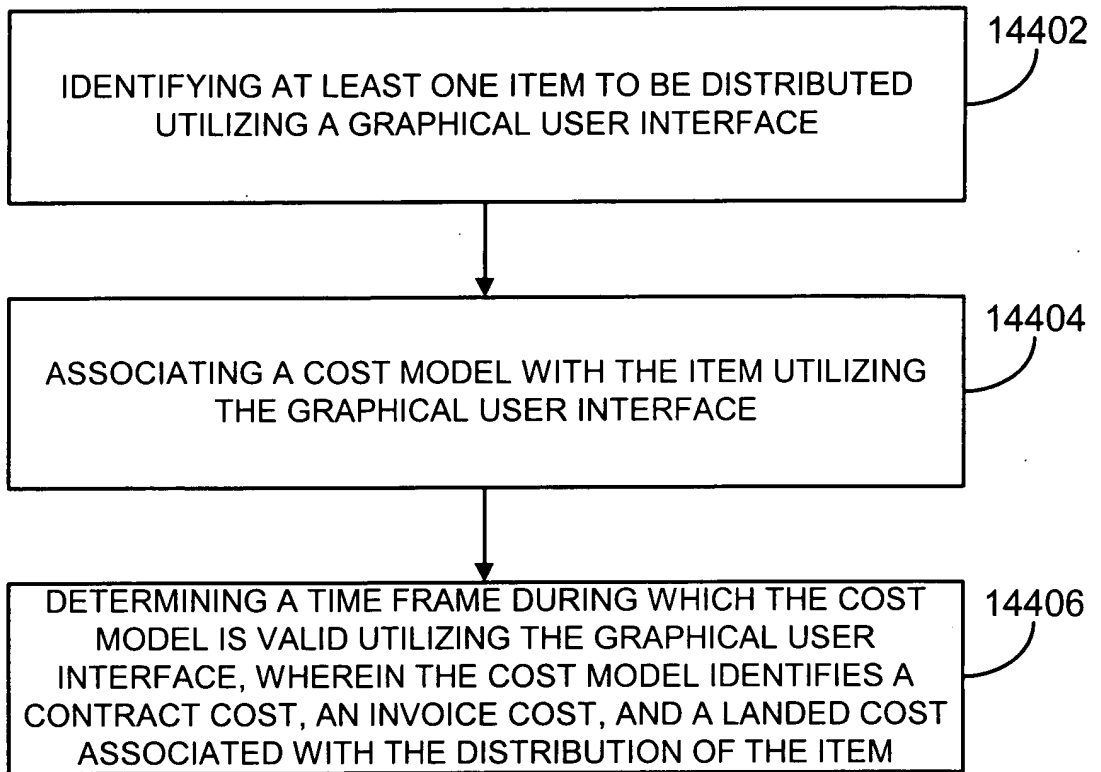 14402
IDENTIFYING AT LEAST ONE ITEM TO BE DISTRIBUTED
UTILIZING A GRAPHICAL USER INTERFACE
14404
ASSOCIATING A COST MODEL WITH THE ITEM UTILIZING
THE GRAPHICAL USER INTERFACE
14406
DETERMINING A TIME FRAME DURING WHICH THE COST
MODEL IS VALID UTILIZING THE GRAPHICAL USER
INTERFACE, WHEREIN THE COST MODEL IDENTIFIES A
CONTRACT COST, AN INVOICE COST, AND A LANDED COST
ASSOCIATED WITH THE DISTRIBUTION OF THE ITEM